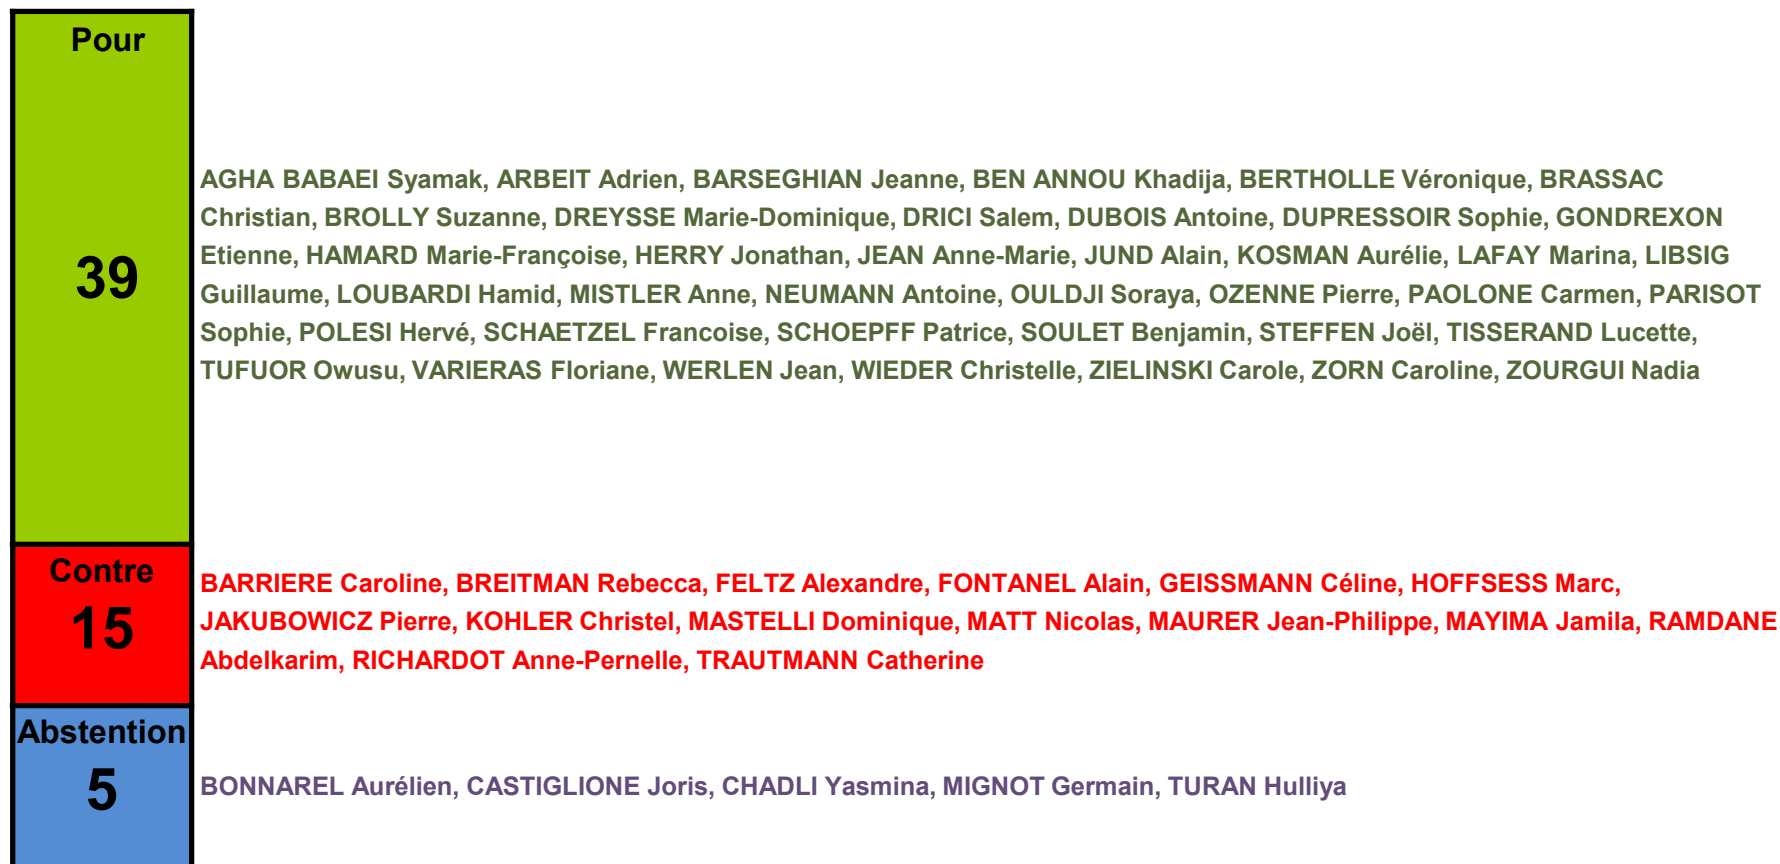 Pour
39
AGHA BABAEI Syamak, ARBEIT Adrien, BARSEGHIAN Jeanne, BEN ANNOU Khadija, BERTHOLLE Véronique, BRASSAC
Christian, BROLLY Suzanne, DREYSSE Marie-Dominique, DRICI Salem, DUBOIS Antoine, DUPRESSOIR Sophie, GONDREXON
Etienne, HAMARD Marie-Françoise, HERRY Jonathan, JEAN Anne-Marie, JUND Alain, KOSMAN Aurélie, LAFAY Marina, LIBSIG
Guillaume, LOUBARDI Hamid, MISTLER Anne, NEUMANN Antoine, OULDJI Soraya, OZENNE Pierre, PAOLONE Carmen, PARISOT
Sophie, POLESI Hervé, SCHAETZEL Francoise, SCHOEPFF Patrice, SOULET Benjamin, STEFFEN Joël, TISSERAND Lucette,
TUFUOR Owusu, VARIERAS Floriane, WERLEN Jean, WIEDER Christelle, ZIELINSKI Carole, ZORN Caroline, ZOURGUI Nadia
Contre
15
BARRIERE Caroline, BREITMAN Rebecca, FELTZ Alexandre, FONTANEL Alain, GEISSMANN Céline, HOFFSESS Marc,
JAKUBOWICZ Pierre, KOHLER Christel, MASTELLI Dominique, MATT Nicolas, MAURER Jean-Philippe, MAYIMA Jamila, RAMDANE
Abdelkarim, RICHARDOT Anne-Pernelle, TRAUTMANN Catherine
Abstention
5
BONNAREL Aurélien, CASTIGLIONE Joris, CHADLI Yasmina, MIGNOT Germain, TURAN Hulliya